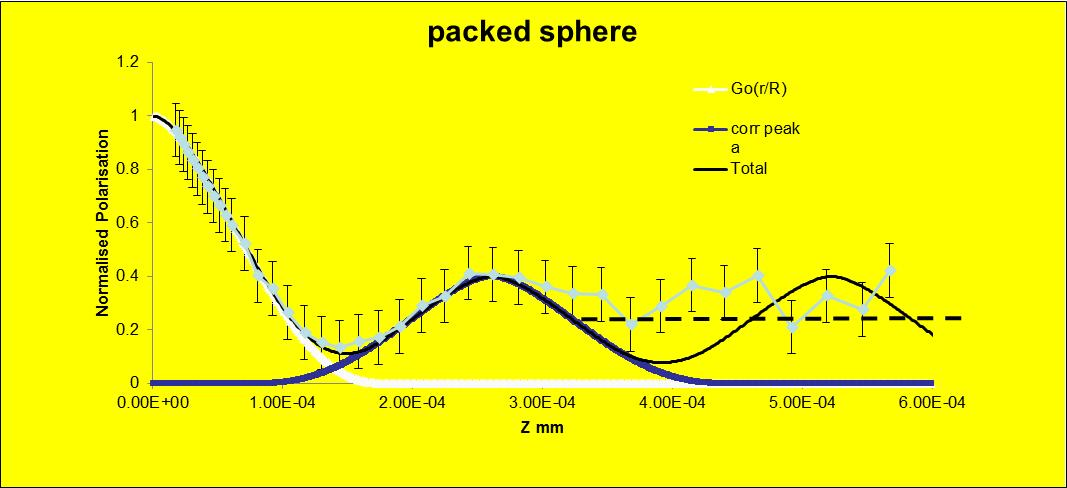 packed sphere
1.2
1
0.8
0.6
0.4
0.2
0
Normalised Polarisation
Go(r/R)
corr peak
a
Total
0.00E+00 1.00E-04 2.00E-04 3.00E-04 4.00E-04 5.00E-04 6.00E-04
Z mm